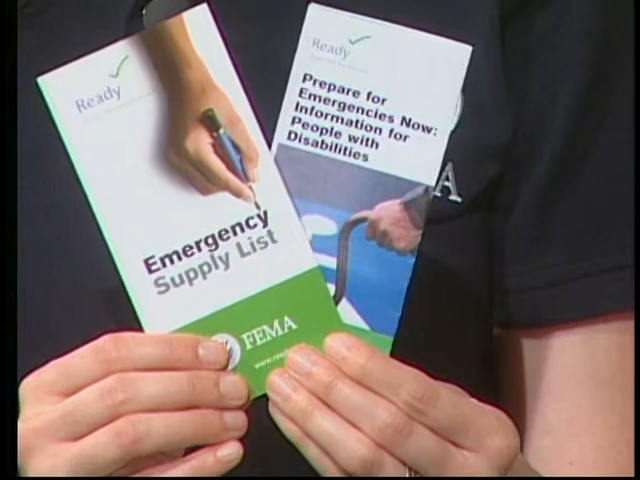 Ready
Emergency
Supply List
FEMA
Ready
Prepare for
Emergencies Now:
Information for
People with
Disabilities
A